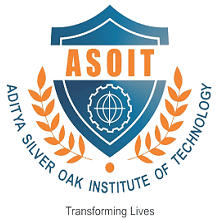 ASOIT
ADITYA SILVER OAK INSTITUTE OF TECHNOLOGY
Transforming Lives